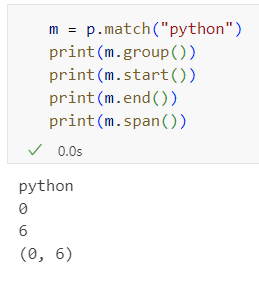 m = p.match("python")
print(m.group())
print(m.start())
print(m.end())
print(m.span())
0.0s
python
0
6
(0, 6)